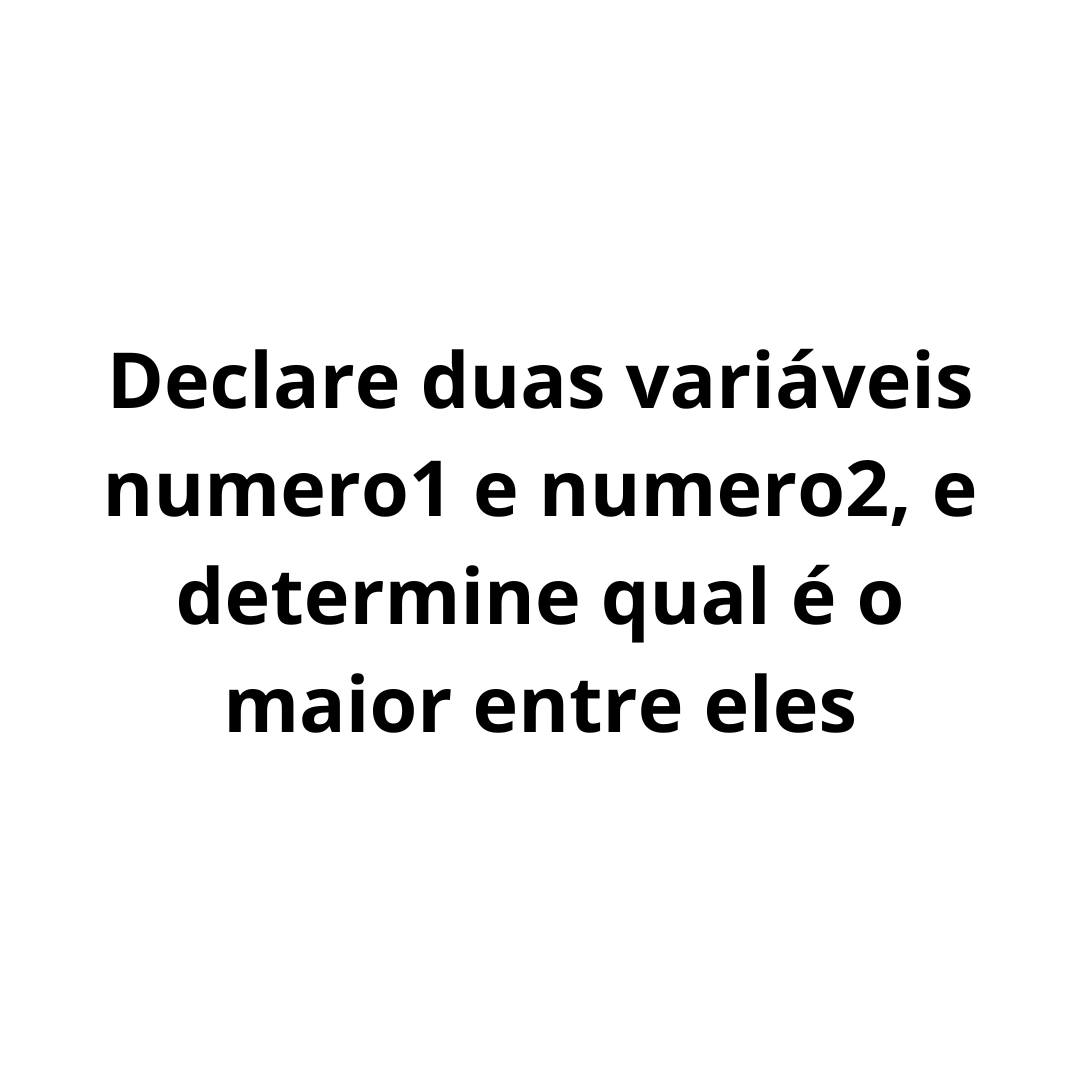 Declare duas variáveis
numero1 e numero2, e
determine qual é o
maior entre eles